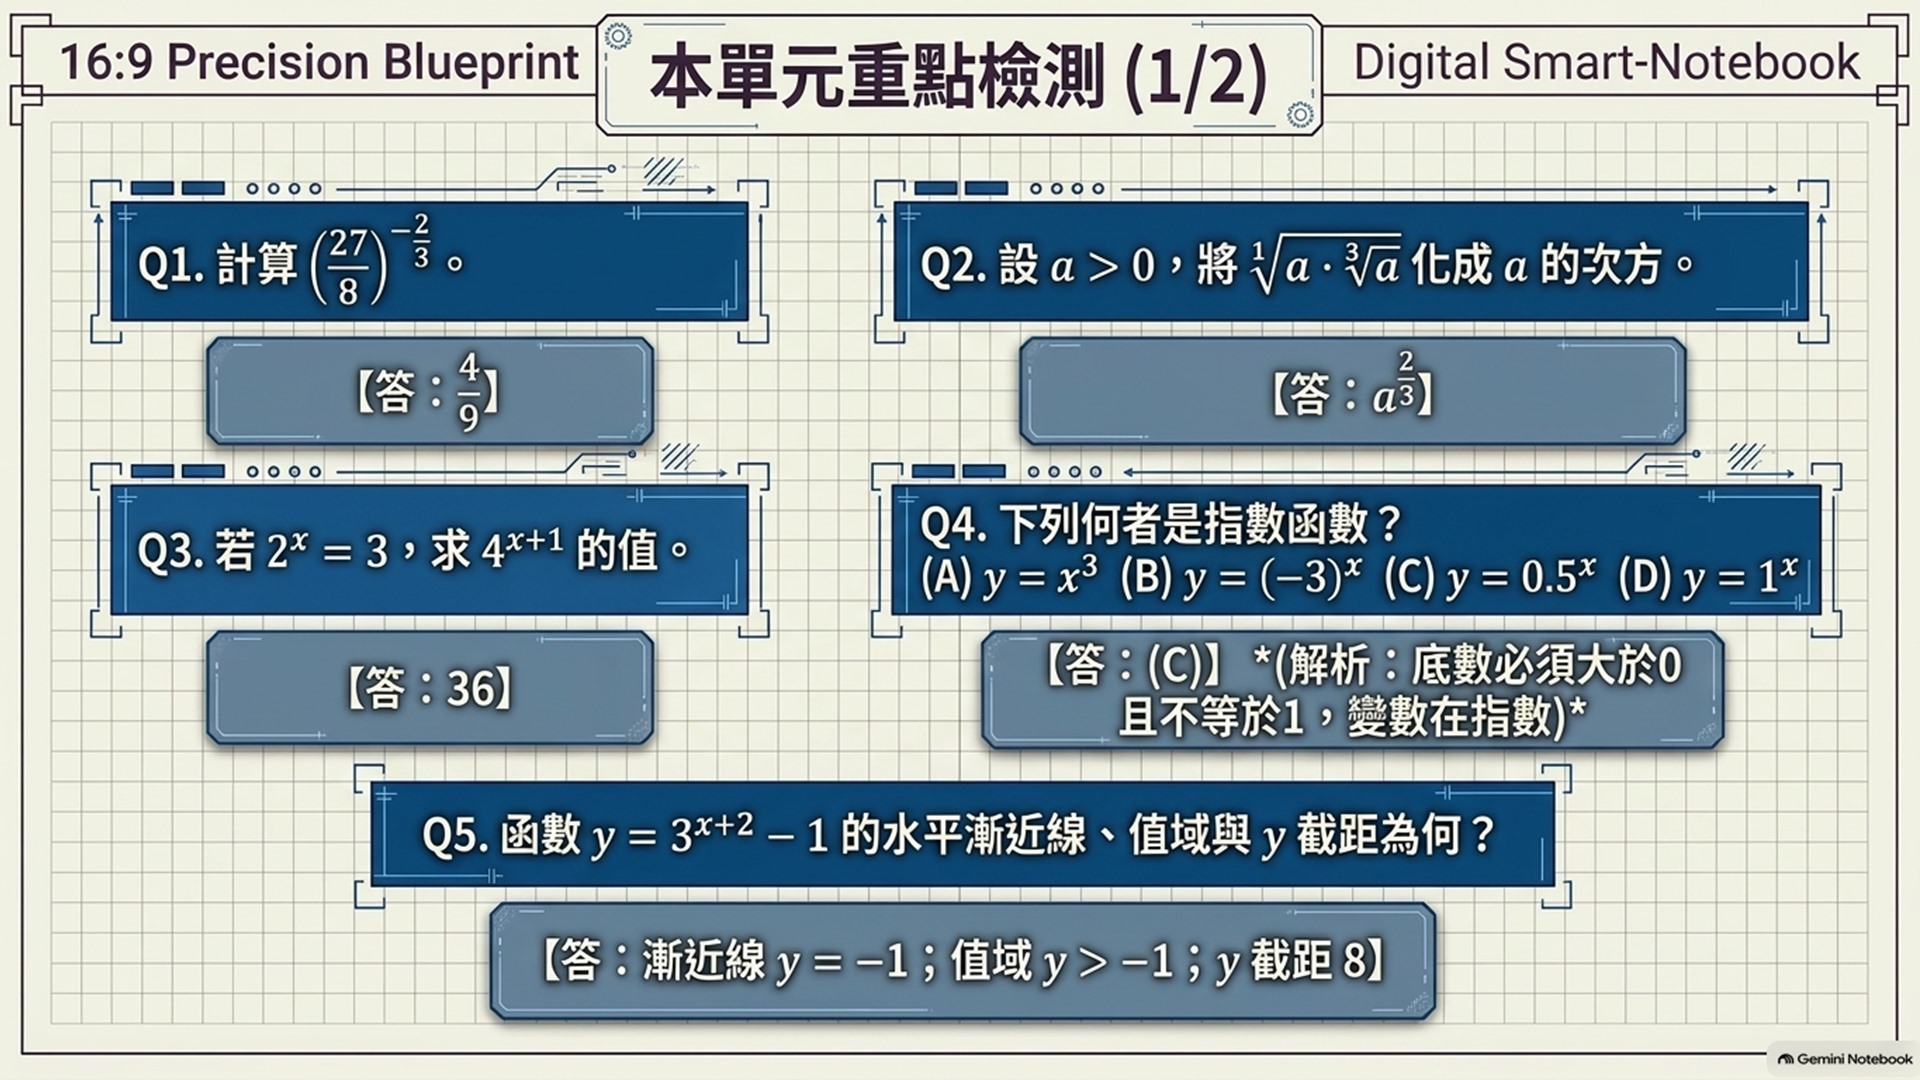 16:9 Precision Blueprint
本單元重點檢測 (1/2)
Digital Smart-Notebook
Q1. 計算 (27/8)^(-2/3) 。
【答：4/9】
Q2. 設 a > 0，將 ¹√(a · ³√a) 化成 a 的次方。
【答：a^(2/3)】
Q3. 若 2^x = 3，求 4^(x+1) 的值。
【答：36】
Q4. 下列何者是指數函數？
(A) y = x^3 (B) y = (−3)^x (C) y = 0.5^x (D) y = 1^x
【答：(C)】 *(解析：底數必須大於0
且不等於1，變數在指數)*
Q5. 函數 y = 3^(x+2) − 1 的水平漸近線、值域與 y 截距為何？
【答：漸近線 y = −1；值域 y > −1；y 截距 8】
Gemini Notebook